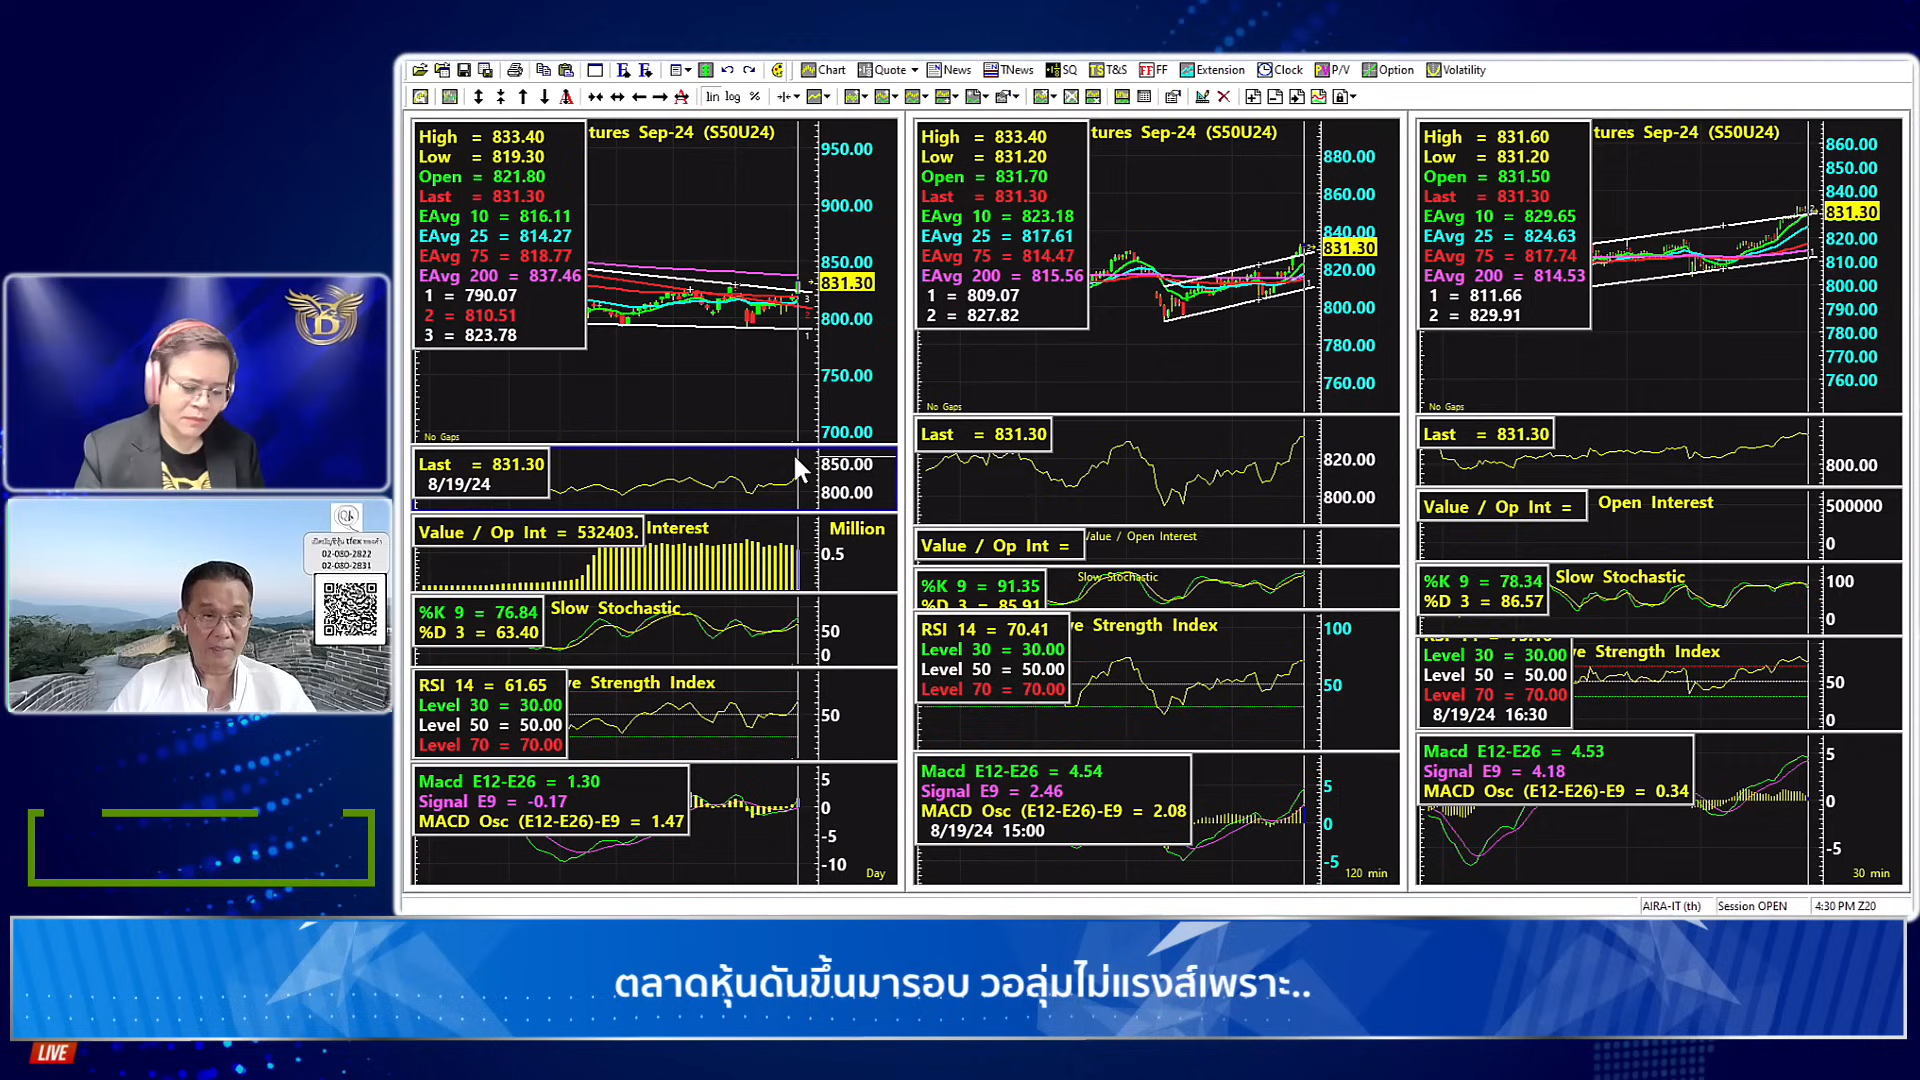 Chart Quote News TNews SQ T&S FF Extension Clock P/V Option Volatility
lin log %
High = 833.40
Low = 819.30
Open = 821.80
Last = 831.30
EAvg 10 = 816.11
EAvg 25 = 814.27
EAvg 75 = 818.77
EAvg 200 = 837.46
1 = 790.07
2 = 810.51
3 = 823.78
tures Sep-24 (S50U24)
950.00
900.00
850.00
831.30
800.00
750.00
700.00
3
2
1
No Gaps
Last = 831.30
8/19/24
850.00
800.00
Value / Op Int = 532403.
Interest
Million
0.5
%K 9 = 76.84
%D 3 = 63.40
Slow Stochastic
50
0
RSI 14 = 61.65
Level 30 = 30.00
Level 50 = 50.00
Level 70 = 70.00
ve Strength Index
50
Macd E12-E26 = 1.30
Signal E9 = -0.17
MACD Osc (E12-E26)-E9 = 1.47
5
0
-5
-10
Day
High = 833.40
Low = 831.20
Open = 831.70
Last = 831.30
EAvg 10 = 823.18
EAvg 25 = 817.61
EAvg 75 = 814.47
EAvg 200 = 815.56
1 = 809.07
2 = 827.82
tures Sep-24 (S50U24)
880.00
860.00
840.00
831.30
820.00
800.00
780.00
760.00
2
1
No Gaps
Last = 831.30
820.00
800.00
Value / Op Int =
Value / Open Interest
%K 9 = 91.35
%D 3 = 85.91
Slow Stochastic
RSI 14 = 70.41
Level 30 = 30.00
Level 50 = 50.00
Level 70 = 70.00
ve Strength Index
100
50
Macd E12-E26 = 4.54
Signal E9 = 2.46
MACD Osc (E12-E26)-E9 = 2.08
8/19/24 15:00
5
0
-5
120 min
High = 831.60
Low = 831.20
Open = 831.50
Last = 831.30
EAvg 10 = 829.65
EAvg 25 = 824.63
EAvg 75 = 817.74
EAvg 200 = 814.53
1 = 811.66
2 = 829.91
tures Sep-24 (S50U24)
860.00
850.00
840.00
831.30
820.00
810.00
800.00
790.00
780.00
770.00
760.00
2
1
No Gaps
Last = 831.30
800.00
Value / Op Int =
Open Interest
500000
0
%K 9 = 78.34
%D 3 = 86.57
Slow Stochastic
100
0
Level 30 = 30.00
Level 50 = 50.00
Level 70 = 70.00
8/19/24 16:30
ve Strength Index
50
0
Macd E12-E26 = 4.53
Signal E9 = 4.18
MACD Osc (E12-E26)-E9 = 0.34
5
0
-5
30 min
AIRA-IT (th) Session OPEN 4:30 PM Z20
02-080-2822
02-080-2831
ตลาดหุ้นดันขึ้นมารอบ วอลุ่มไม่แรงส์เพราะ..
LIVE